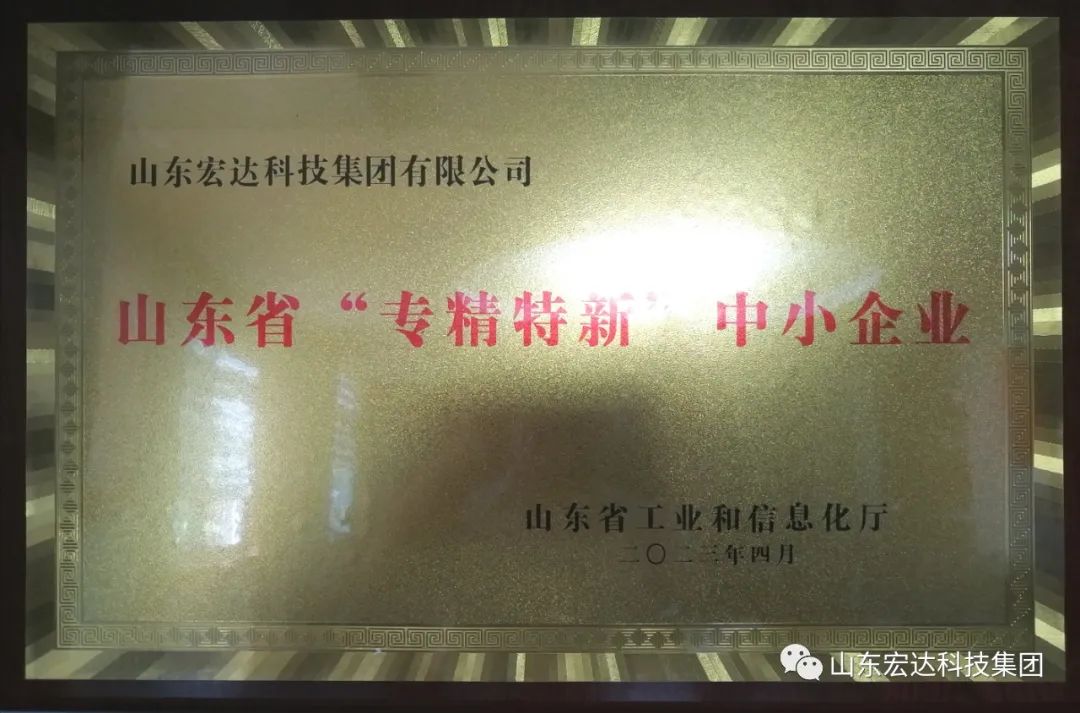 山东宏达科技集团有限公司
山东省“专精特新”中小企业
山东省工业和信息化厅
二〇二三年四月
山东宏达科技集团